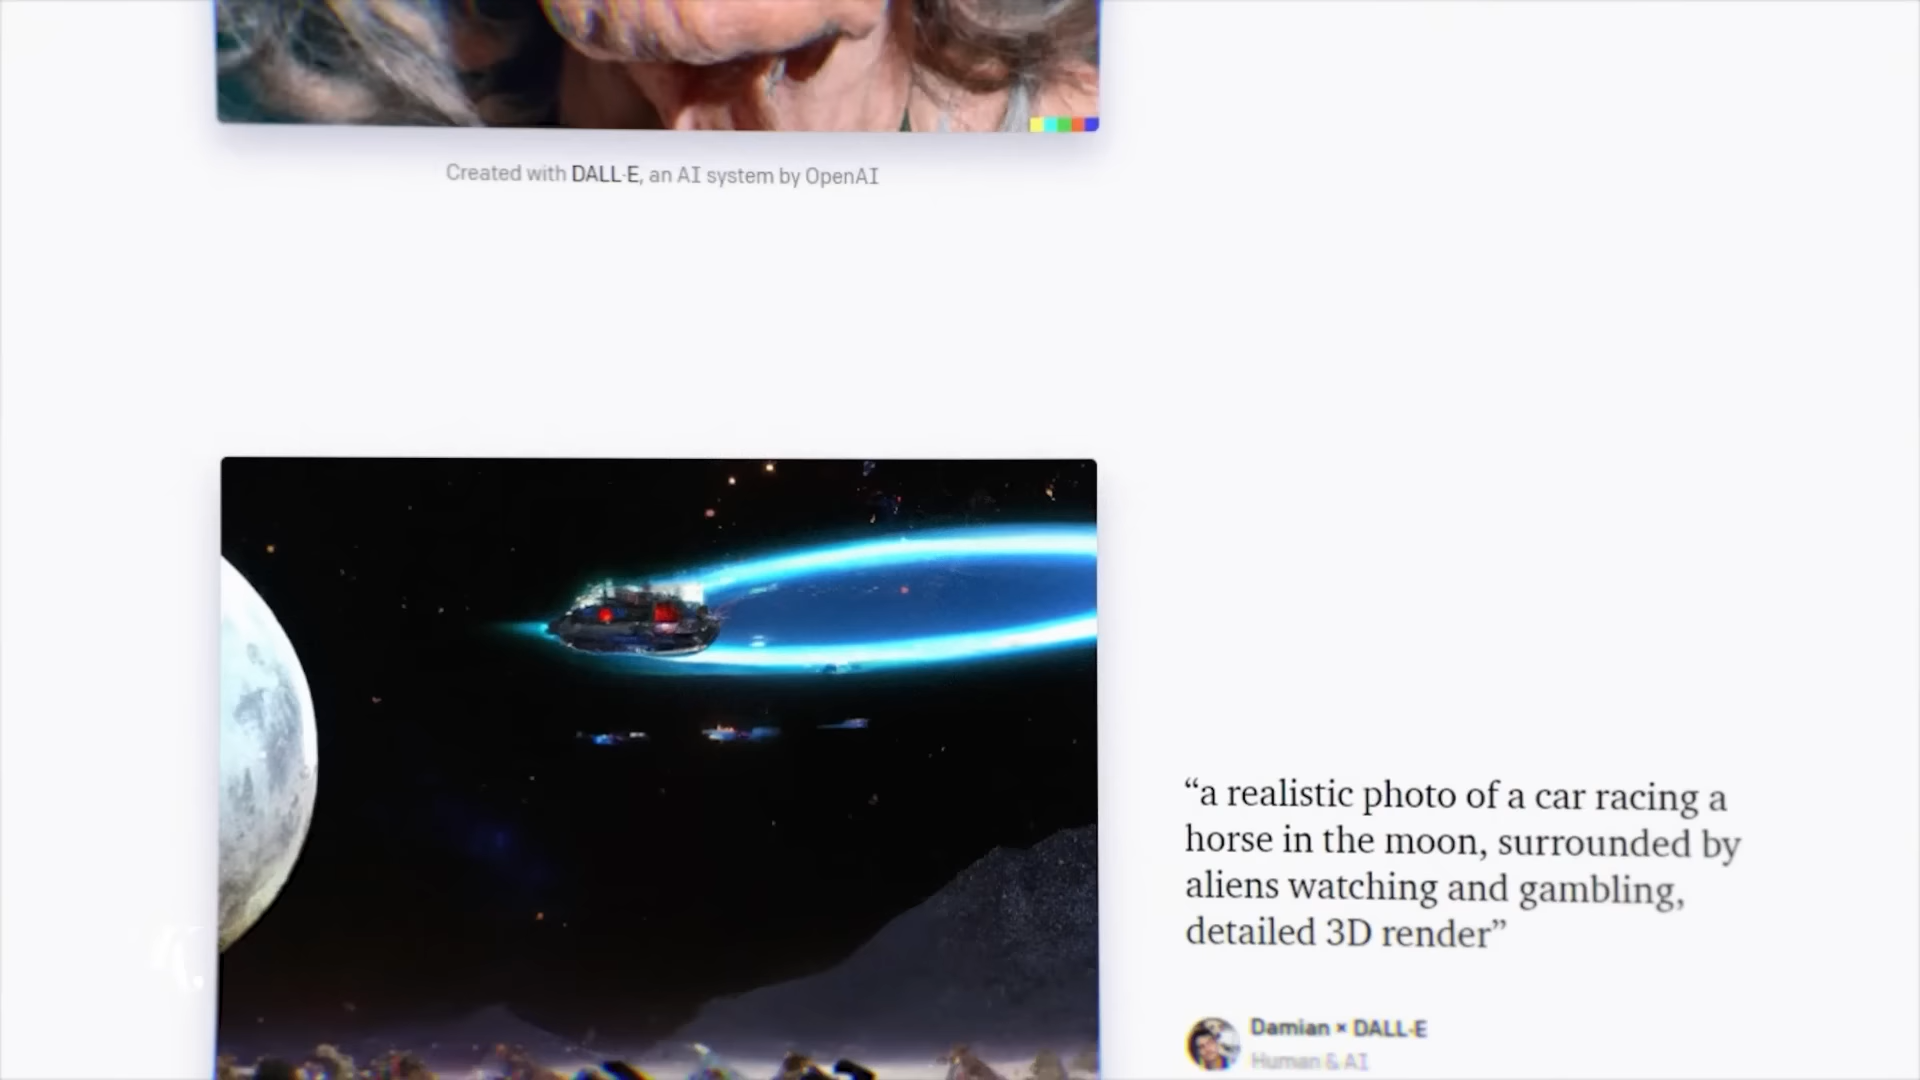 Created with DALL·E, an AI system by OpenAI
“a realistic photo of a car racing a
horse in the moon, surrounded by
aliens watching and gambling,
detailed 3D render”
Damian × DALL·E
Human & AI